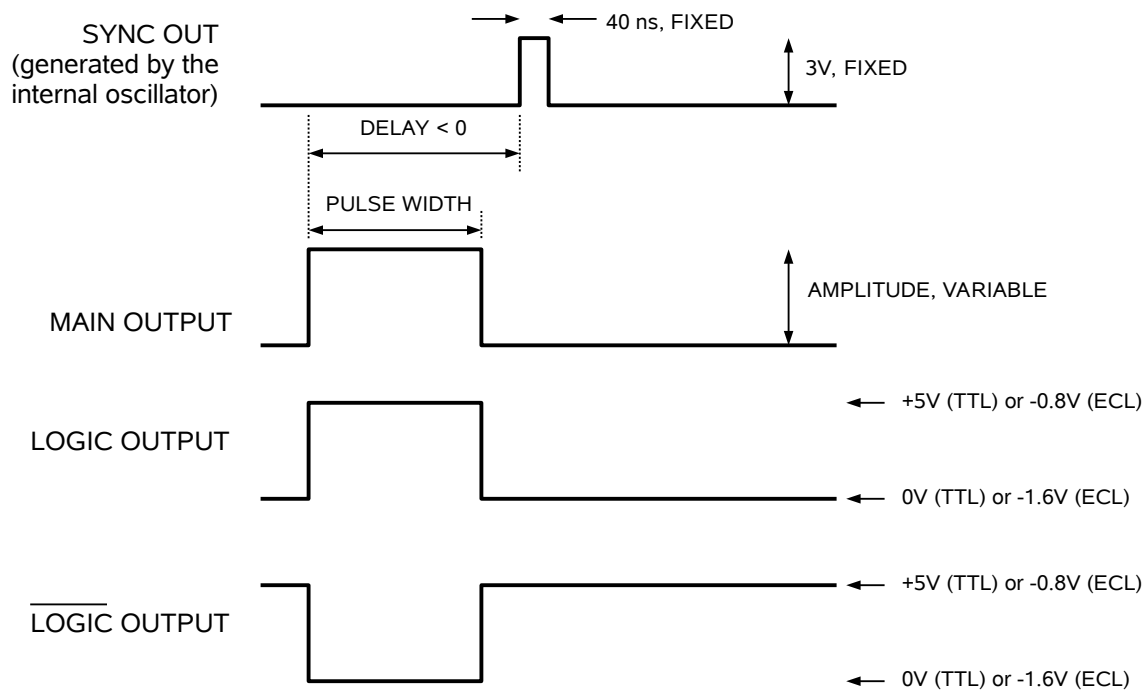 40 ns, FIXED
SYNC OUT
(generated by the
internal oscillator)
3V, FIXED
DELAY < 0
PULSE WIDTH
AMPLITUDE, VARIABLE
MAIN OUTPUT
+5V (TTL) or -0.8V (ECL)
LOGIC OUTPUT
0V (TTL) or -1.6V (ECL)
+5V (TTL) or -0.8V (ECL)
LOGIC OUTPUT
0V (TTL) or -1.6V (ECL)